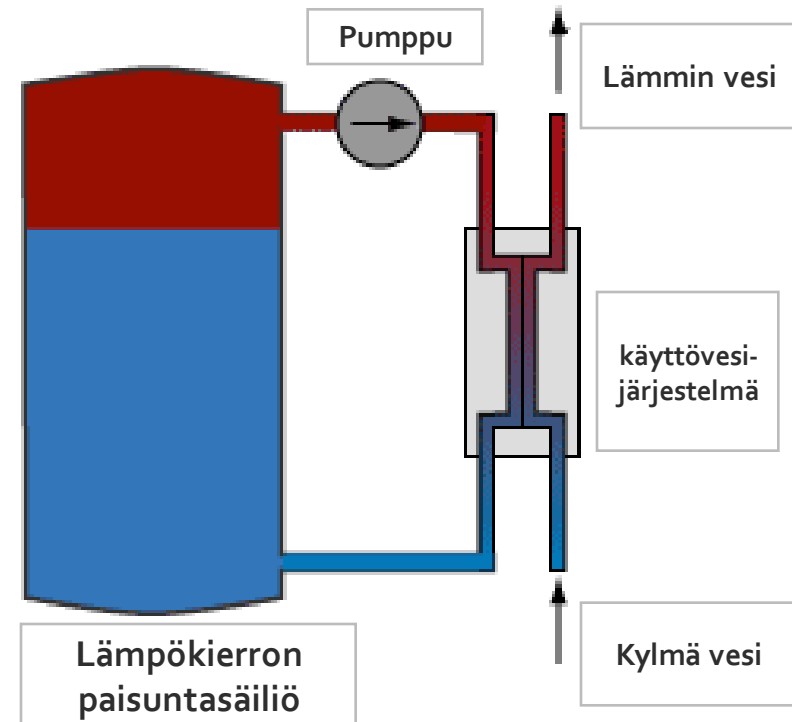 Pumppu
Lämmin vesi
käyttövesi-
järjestelmä
Kylmä vesi
Lämpökierron
paisuntasäiliö